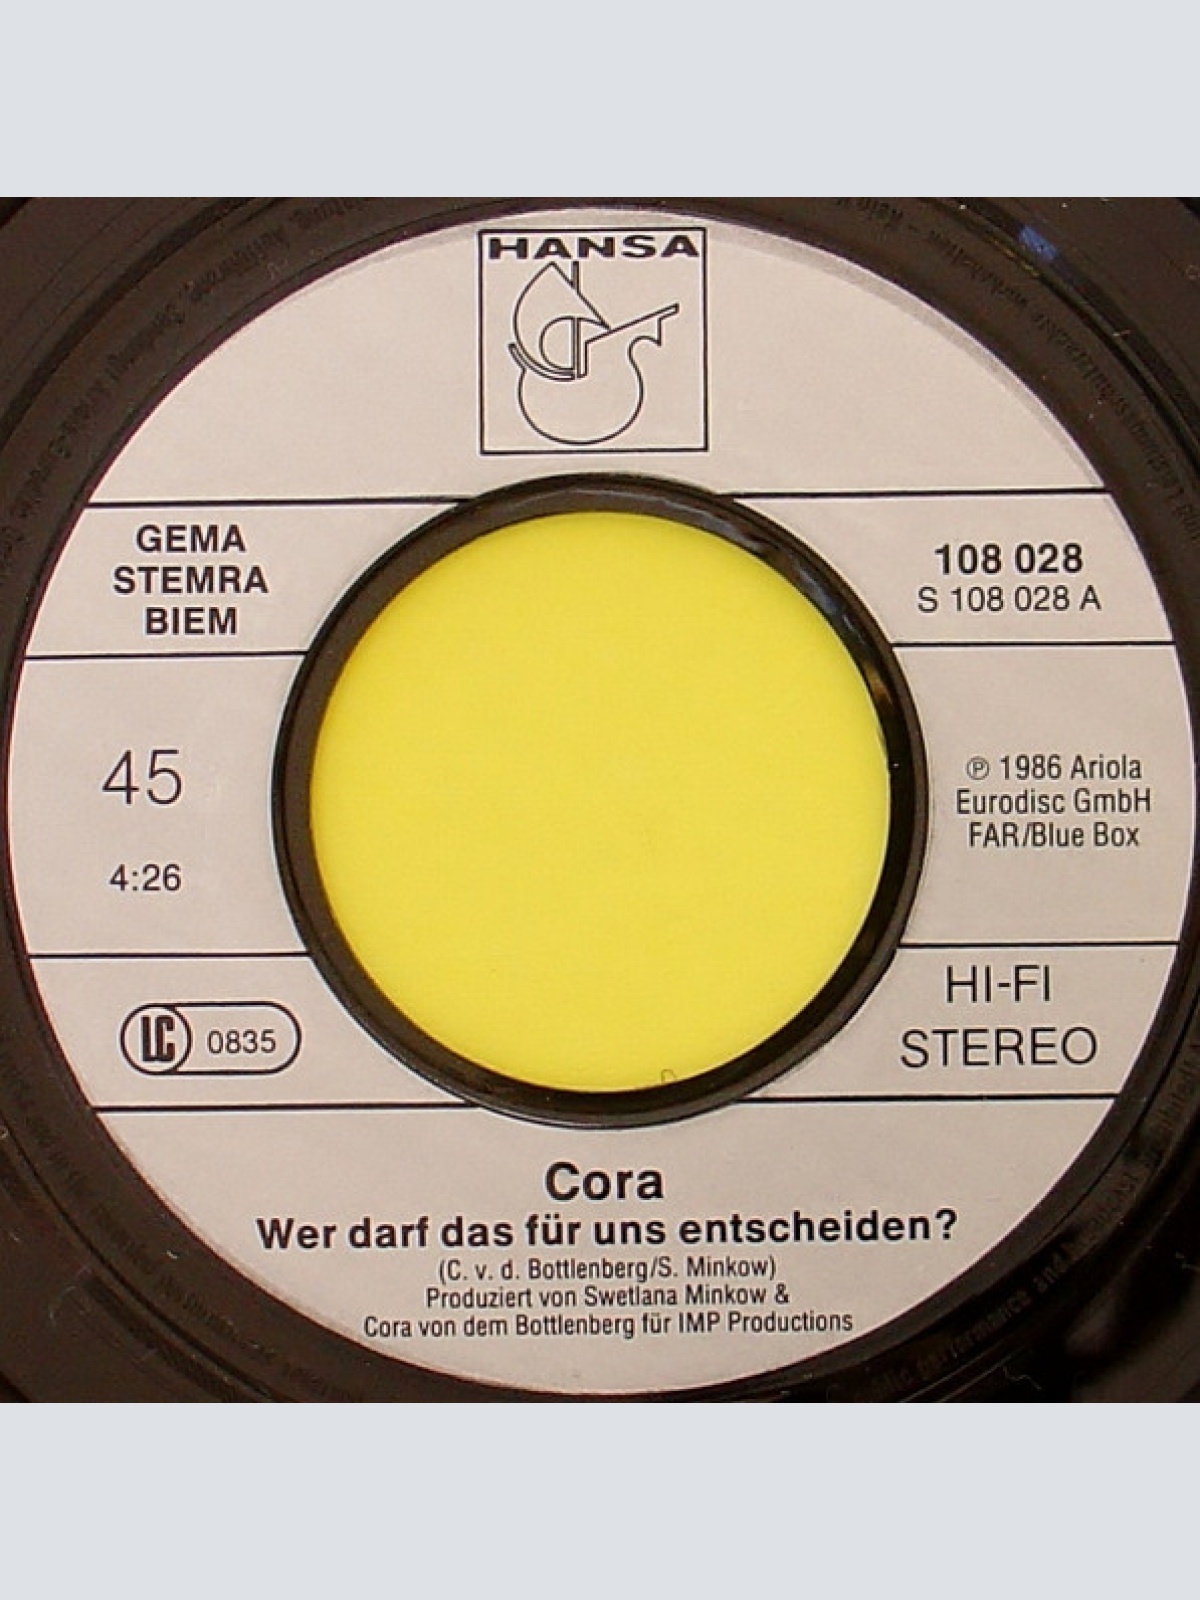 HANSA
GEMA
STEMRA
BIEM
108 028
S 108 028 A
45
4:26
℗ 1986 Ariola
Eurodisc GmbH
FAR/Blue Box
LC 0835
HI-FI
STEREO
Cora
Wer darf das für uns entscheiden?
(C. v. d. Bottlenberg/S. Minkow)
Produziert von Swetlana Minkow &
Cora von dem Bottlenberg für IMP Productions